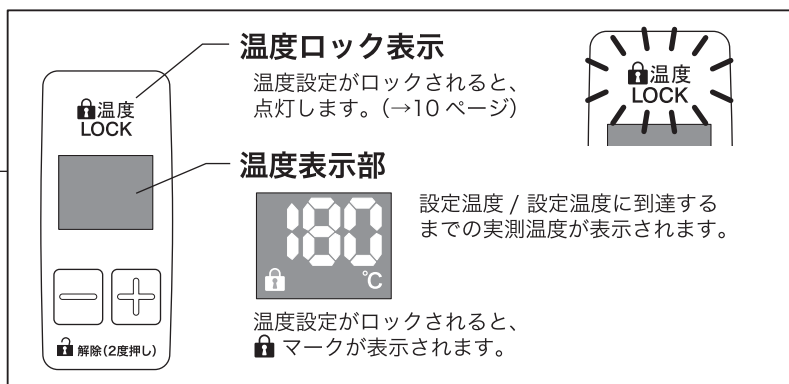 温度ロック表示
温度設定がロックされると、
点灯します。(→10 ページ)
温度
LOCK
温度
LOCK
温度表示部
180
℃
設定温度 / 設定温度に到達する
までの実測温度が表示されます。
温度設定がロックされると、
マークが表示されます。
解除(2度押し)